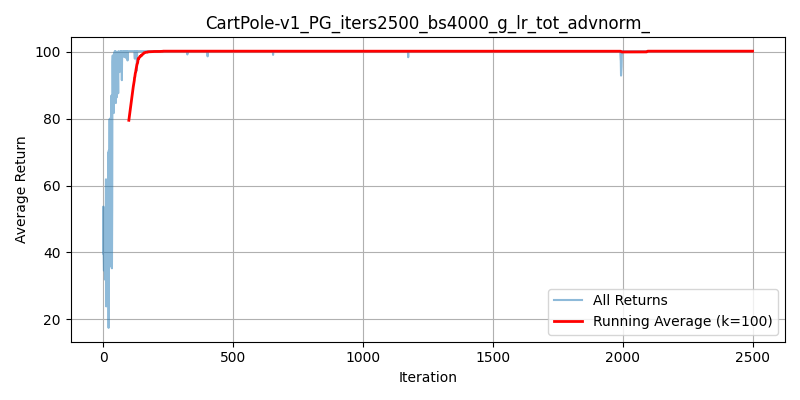 CartPole-v1_PG_iters2500_bs4000_g_lr_tot_advnorm_
Average Return
100
80
60
40
20
0
500
1000
1500
2000
2500
Iteration
All Returns
Running Average (k=100)